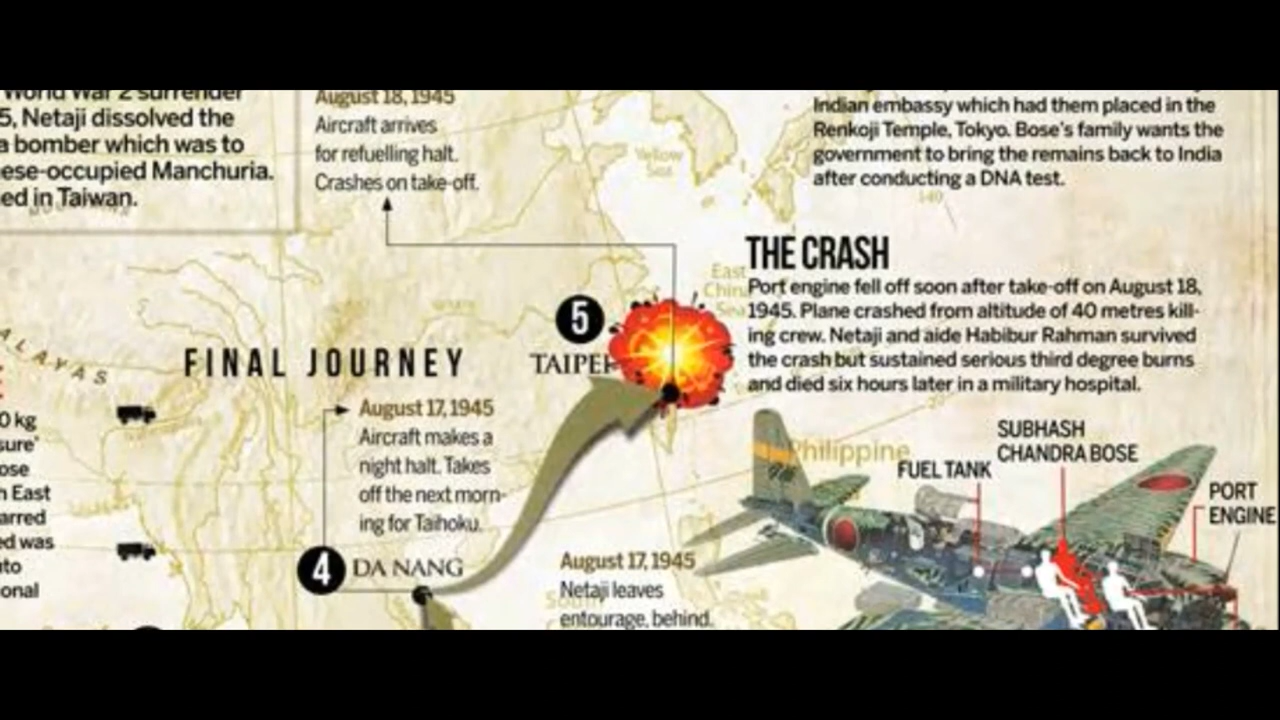 World War 2 surrender
5, Netaji dissolved the
a bomber which was to
ese-occupied Manchuria.
ed in Taiwan.
August 18, 1945
Aircraft arrives
for refuelling halt.
Crashes on take-off.
Yellow
Sea
Indian embassy which had them placed in the
Renkoji Temple, Tokyo. Bose's family wants the
government to bring the remains back to India
after conducting a DNA test.
140
THE CRASH
Port engine fell off soon after take-off on August 18,
1945. Plane crashed from altitude of 40 metres kill-
ing crew. Netaji and aide Habibur Rahman survived
the crash but sustained serious third degree burns
and died six hours later in a military hospital.
East
China
Sea
5
TAIPEI
ALAYAS
FINAL JOURNEY
0 kg
sure'
ose
h East
arred
ed was
nto
onal
August 17, 1945
Aircraft makes a
night halt. Takes
off the next morn-
ing for Taihoku.
4
DA NANG
August 17, 1945
Netaji leaves
entourage, behind.
South
Philippine
SUBHASH
CHANDRA BOSE
FUEL TANK
PORT
ENGINE